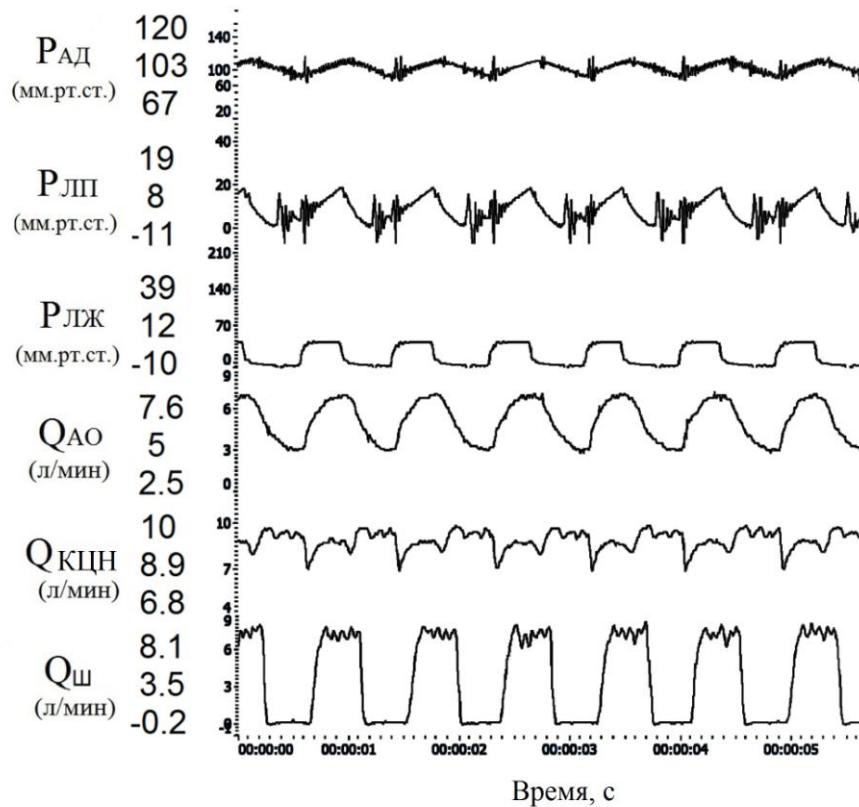 120
140
PАД
103
100
(мм.рт.ст.)
60
67
20
40
19
PЛП
20
8
(мм.рт.ст.)
0
-11
210
39
140
PЛЖ
12
70
(мм.рт.ст.)
0
-10
9
7.6
6
QАО
5
3
(л/мин)
2.5
0
10
10
QКЦН
8.9
7
(л/мин)
6.8
4
9
8.1
6
QШ
3.5
3
(л/мин)
-0.2
0
-1
00:00:00 00:00:01 00:00:02 00:00:03 00:00:04 00:00:05
Время, с